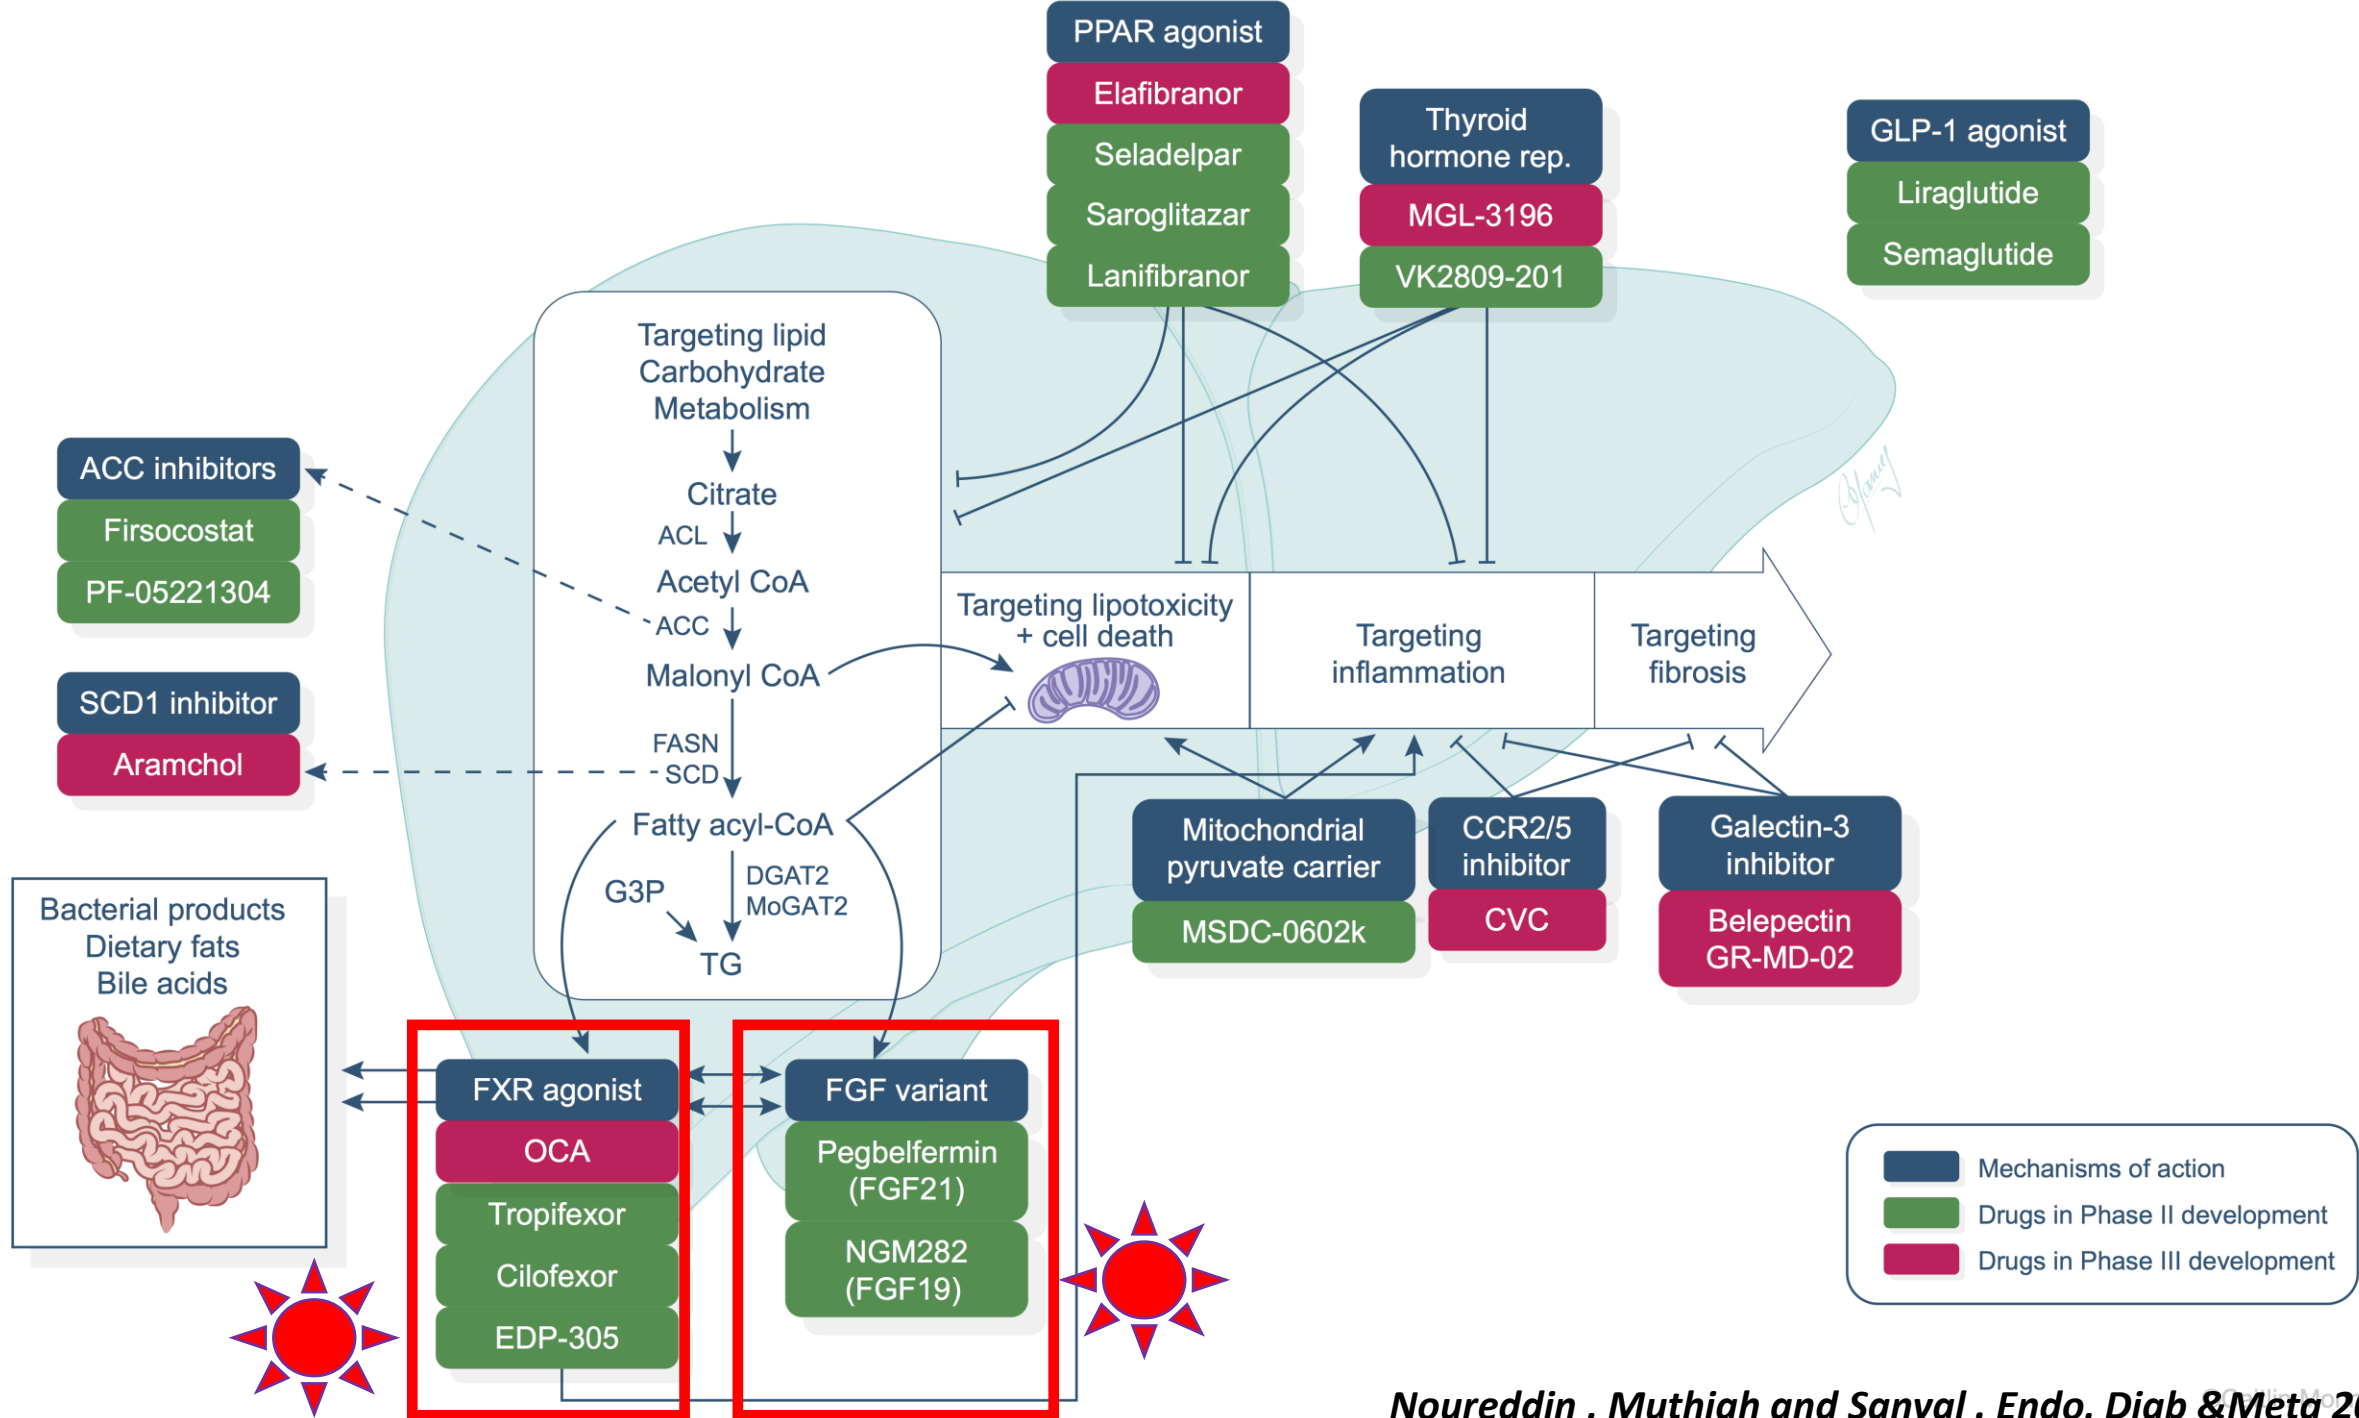 PPAR agonist
Elafibranor
Seladelpar
Saroglitazar
Lanifibranor
Thyroid
hormone rep.
MGL-3196
VK2809-201
GLP-1 agonist
Liraglutide
Semaglutide
Targeting lipid
Carbohydrate
Metabolism
Citrate
ACL
Acetyl CoA
ACC
Malonyl CoA
FASN
SCD
Fatty acyl-CoA
G3P
DGAT2
MoGAT2
TG
ACC inhibitors
Firsocostat
PF-05221304
SCD1 inhibitor
Aramchol
Targeting lipotoxicity
+ cell death
Targeting
inflammation
Targeting
fibrosis
Mitochondrial
pyruvate carrier
MSDC-0602k
CCR2/5
inhibitor
CVC
Galectin-3
inhibitor
Belepectin
GR-MD-02
Bacterial products
Dietary fats
Bile acids
FXR agonist
OCA
Tropifexor
Cilofexor
EDP-305
FGF variant
Pegbelfermin
(FGF21)
NGM282
(FGF19)
Mechanisms of action
Drugs in Phase II development
Drugs in Phase III development
Noureddin , Muthiah and Sanyal , Endo, Diab &Meta